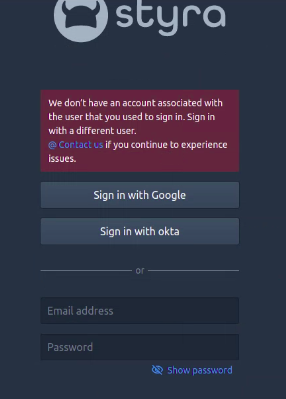 styra
We don't have an account associated with
the user that you used to sign in. Sign in
with a different user.
@ Contact us if you continue to experience
issues.
Sign in with Google
Sign in with okta
or
Email address
Password
Show password